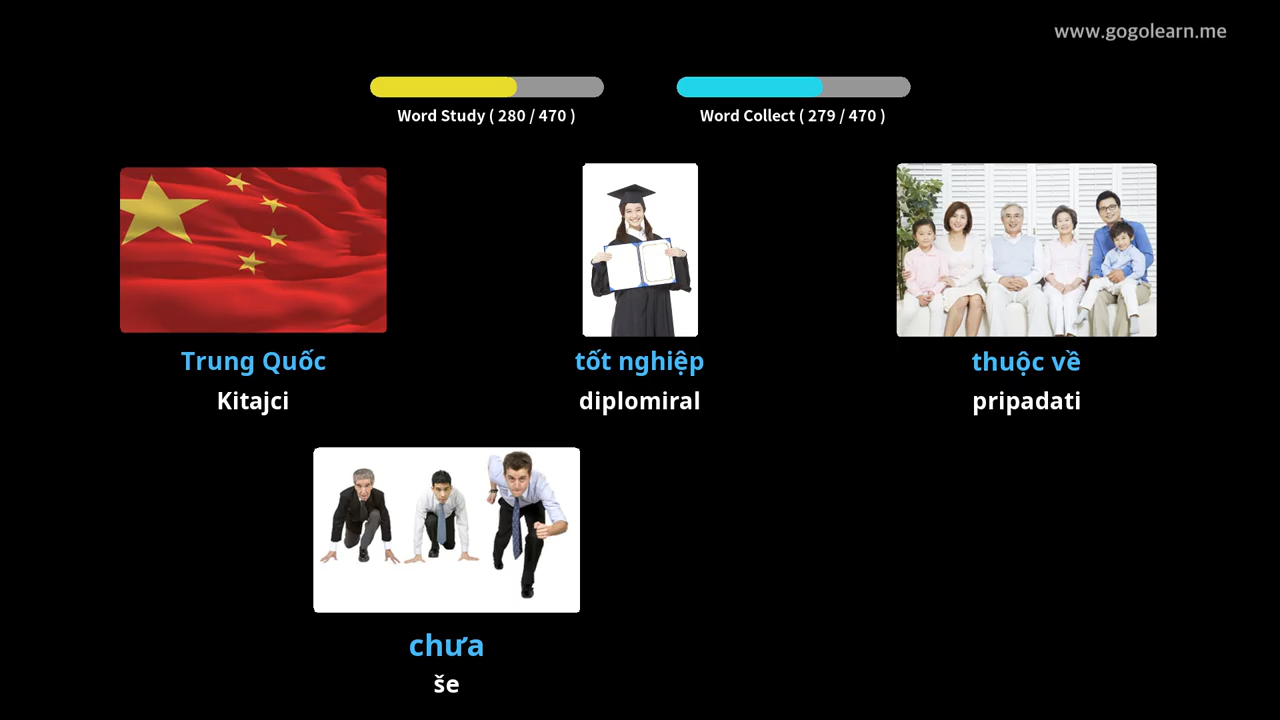 www.gogolearn.me
Word Study ( 280 / 470 )
Word Collect ( 279 / 470 )
Trung Quốc
Kitajci
tốt nghiệp
diplomiral
thuộc về
pripadati
chưa
še